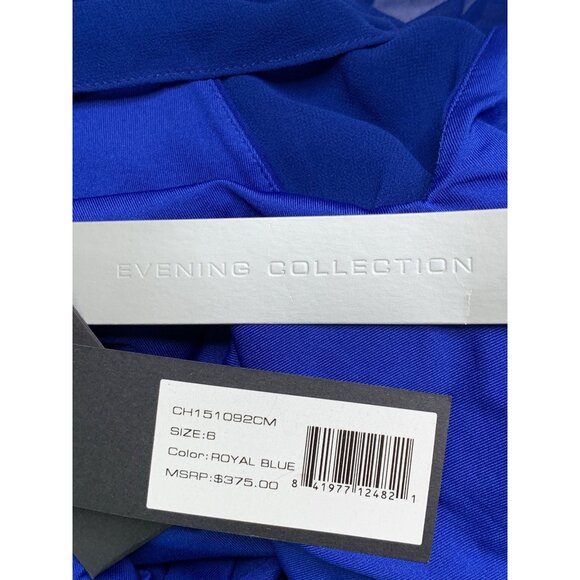 EVENING COLLECTION
CH151092CM
SIZE:6
Color: ROYAL BLUE
MSRP:$375.00
8 41977 12482 1